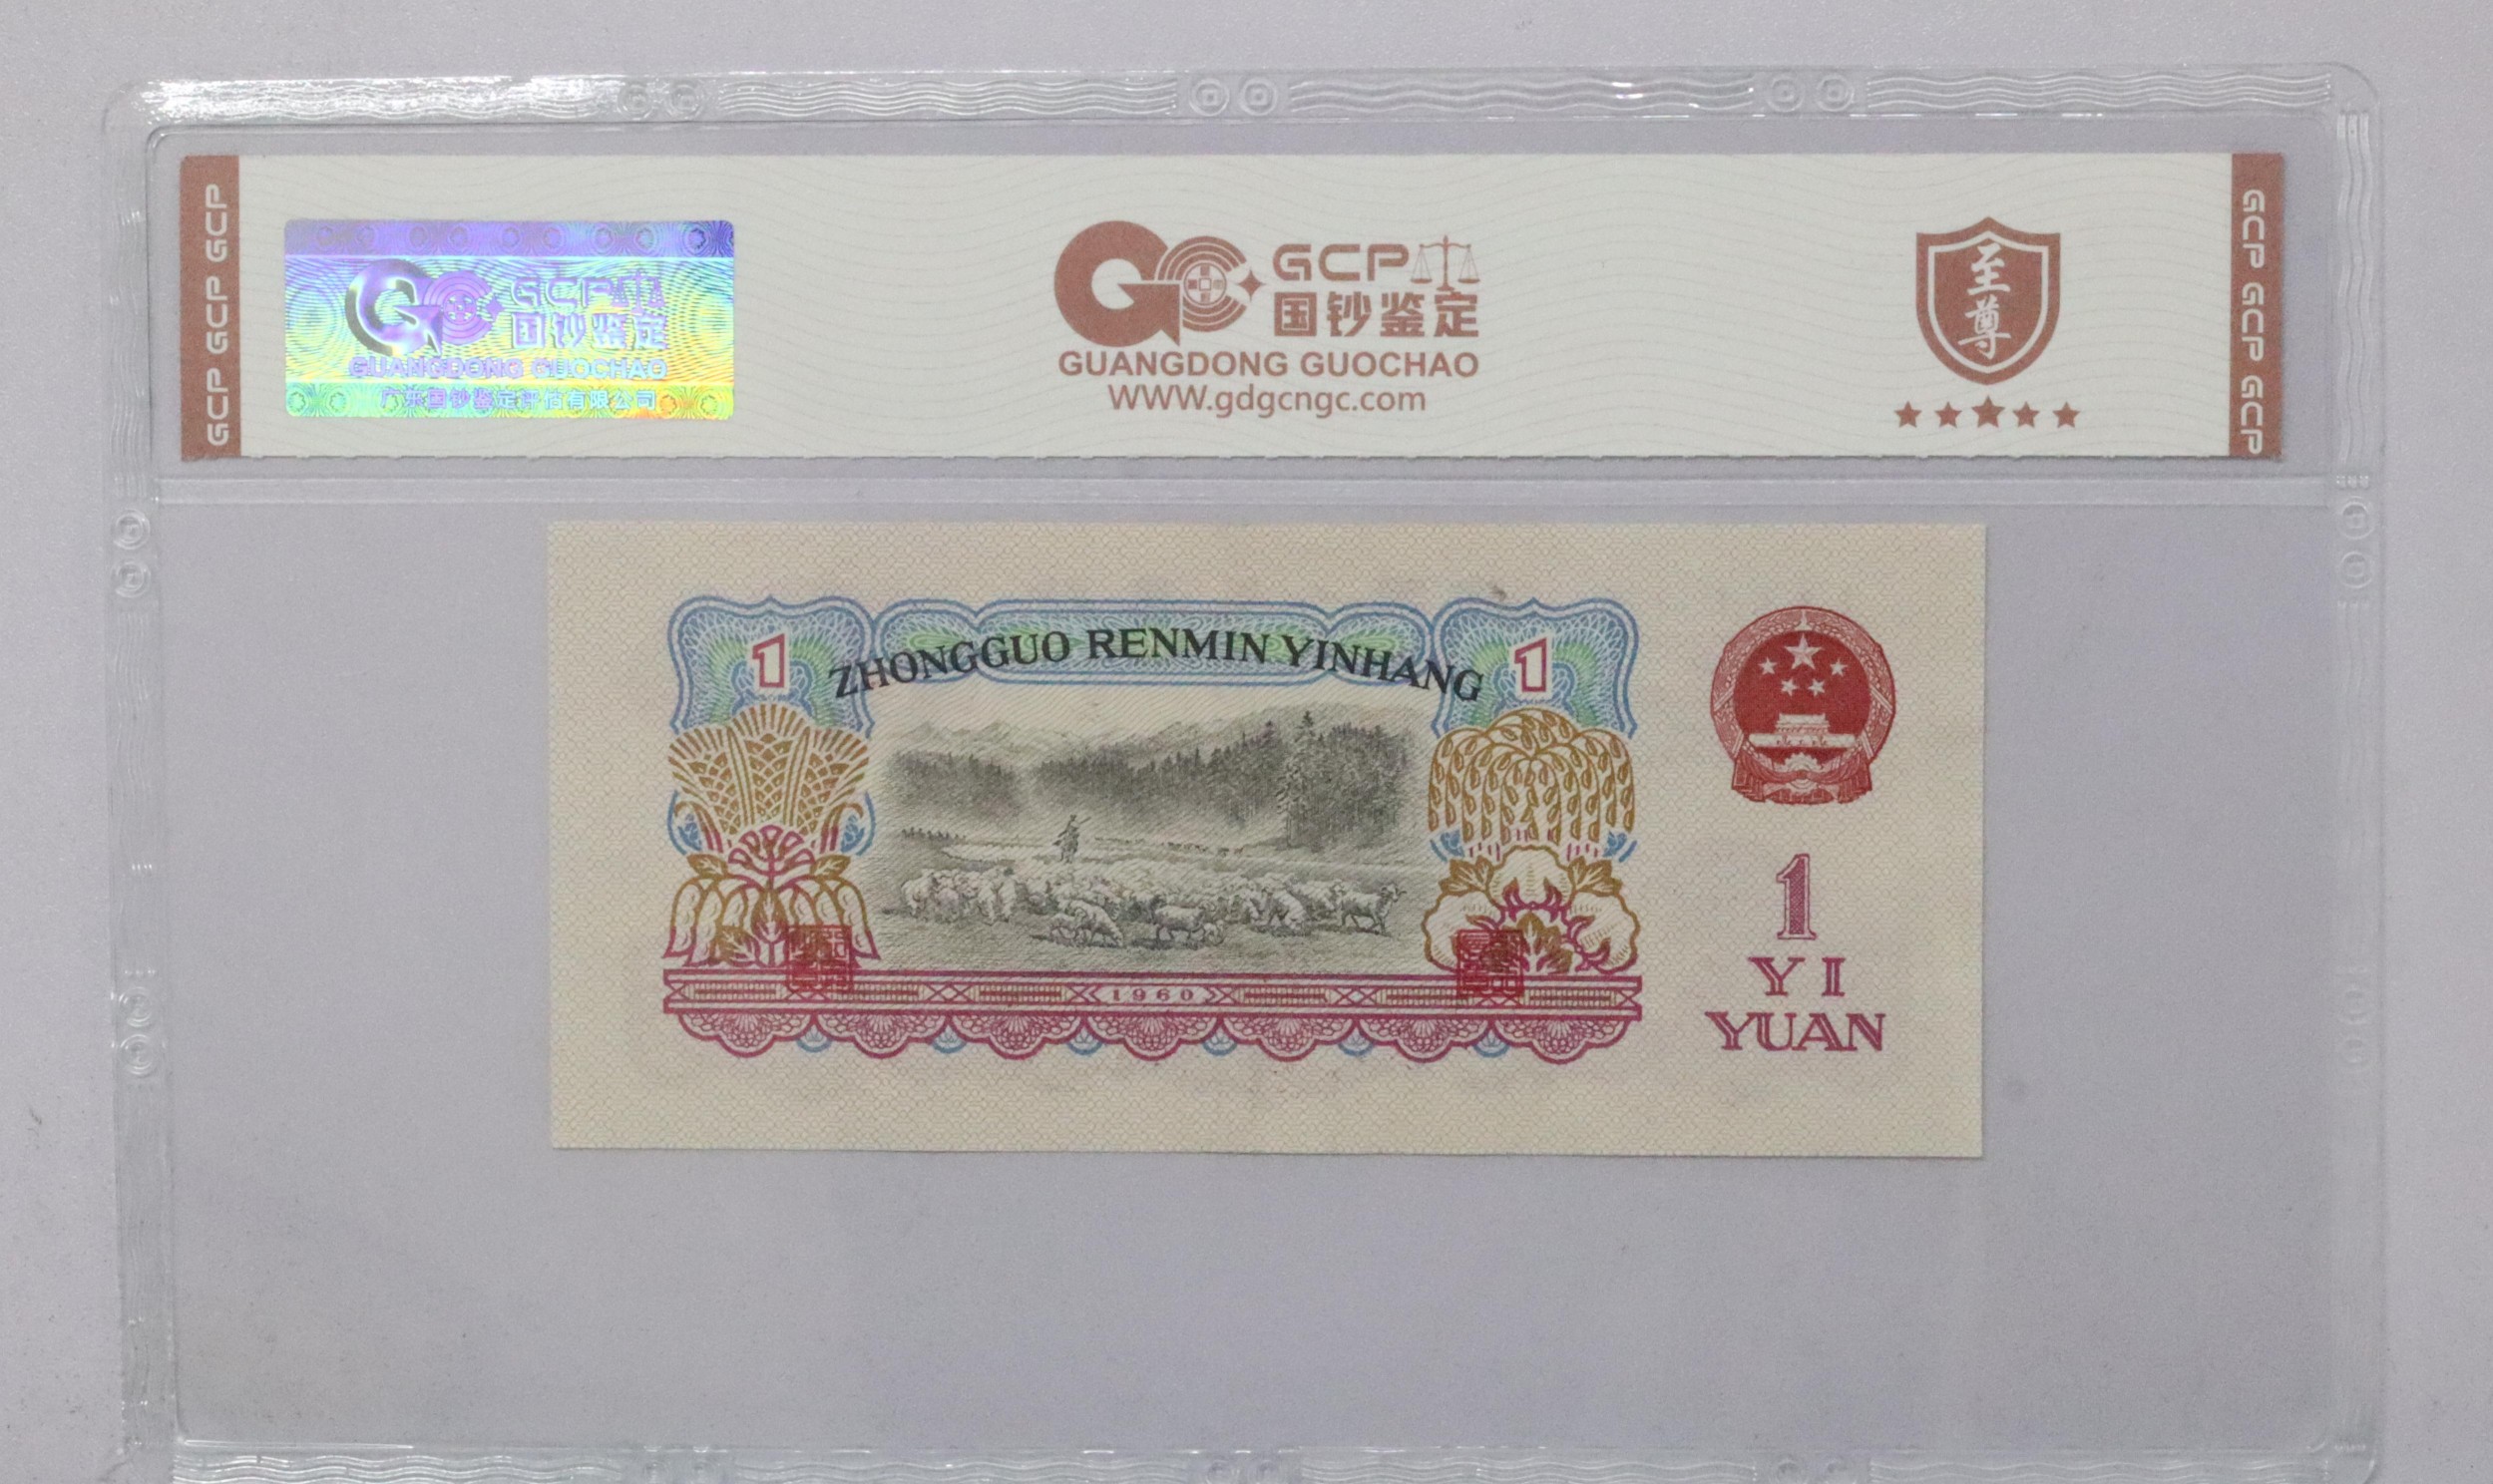 GCP GCP GCP
GCP
国钞鉴定
GUANGDONG GUOCHAO
广东国钞鉴定评估有限公司
GCP
国钞鉴定
GUANGDONG GUOCHAO
WWW.gdgcngc.com
至尊
GCP GCP GCP
1
ZHONGGUO RENMIN YINHANG
1
1960
1
YI
YUAN